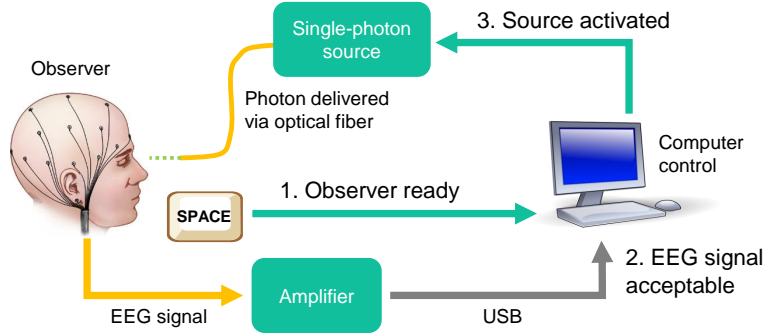 3. Source activated
Single-photon
source
Observer
Photon delivered
via optical fiber
Computer
control
1. Observer ready
SPACE
2. EEG signal
acceptable
Amplifier
EEG signal
USB